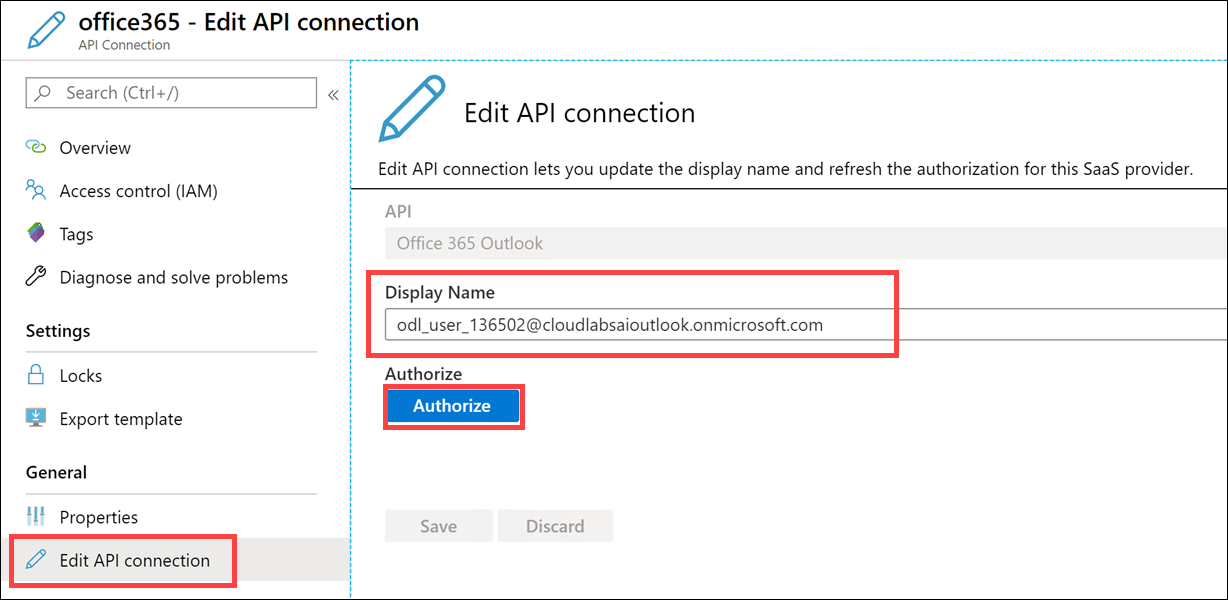 office365 - Edit API connection
API Connection
Search (Ctrl+/)
«
Overview
Access control (IAM)
Tags
Diagnose and solve problems
Settings
Locks
Export template
General
Properties
Edit API connection
Edit API connection
Edit API connection lets you update the display name and refresh the authorization for this SaaS provider.
API
Office 365 Outlook
Display Name
odl_user_136502@cloudlabsaioutlook.onmicrosoft.com
Authorize
Authorize
Save Discard